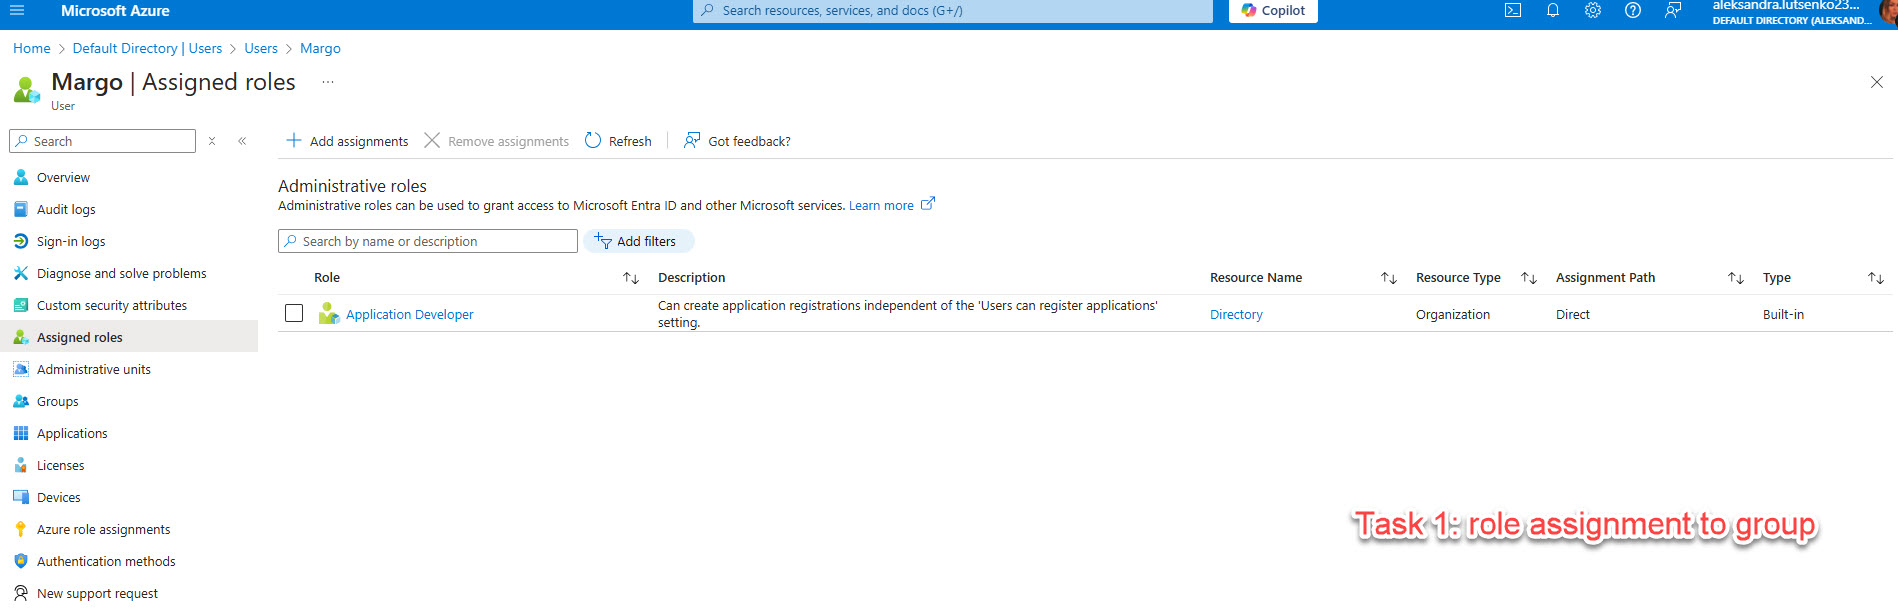 Microsoft Azure
Search resources, services, and docs (G+/)
Copilot
aleksandra.lutsenko23...
DEFAULT DIRECTORY (ALEKSAND...
Home > Default Directory | Users > Users > Margo
Margo | Assigned roles ...
User
Search
Add assignments
Remove assignments
Refresh
Got feedback?
Overview
Audit logs
Sign-in logs
Diagnose and solve problems
Custom security attributes
Assigned roles
Administrative units
Groups
Applications
Licenses
Devices
Azure role assignments
Authentication methods
New support request
Administrative roles
Administrative roles can be used to grant access to Microsoft Entra ID and other Microsoft services. Learn more
Search by name or description
Add filters
Role Description Resource Name Resource Type Assignment Path Type
Application Developer
Can create application registrations independent of the 'Users can register applications'
setting.
Directory
Organization
Direct
Built-in
Task 1: role assignment to group